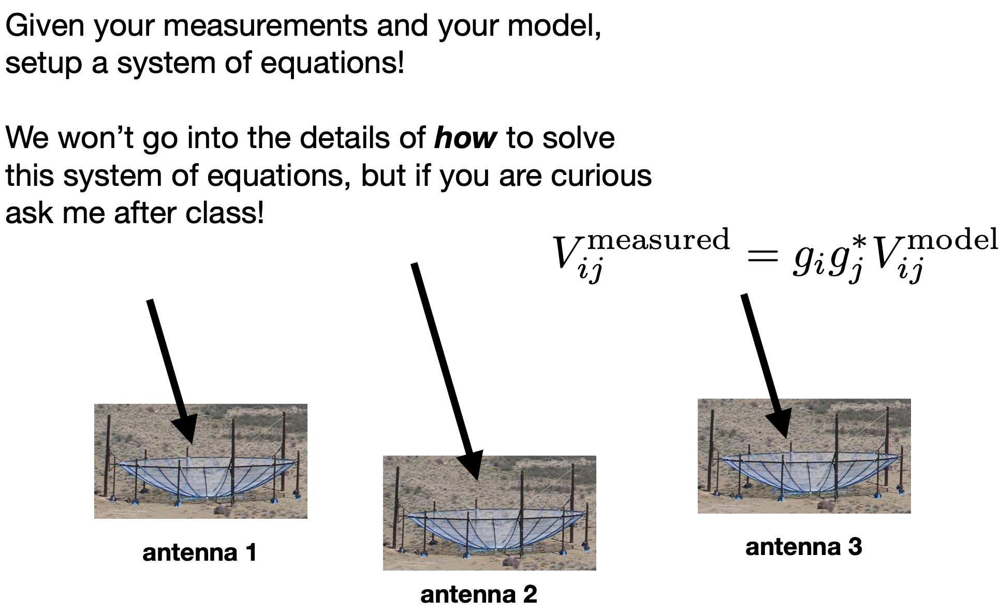 Given your measurements and your model,
setup a system of equations!
We won’t go into the details of how to solve
this system of equations, but if you are curious
ask me after class!
V_{ij}^{measured} = g_i g_j^* V_{ij}^{model}
antenna 1
antenna 2
antenna 3